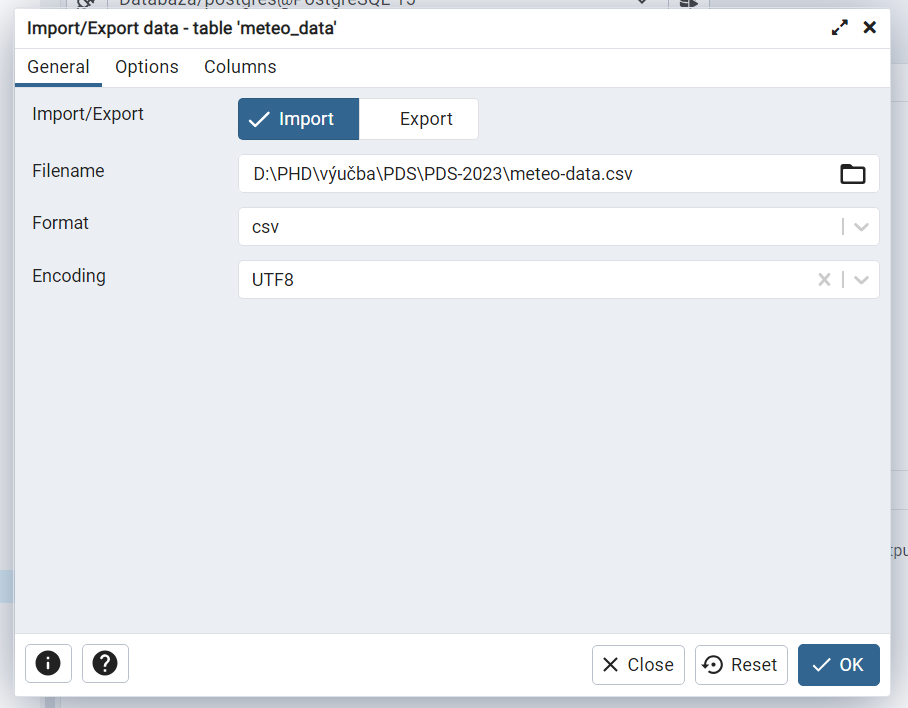 Databáza/postgres@PostgreSQL 15
Import/Export data - table 'meteo_data'
General Options Columns
Import/Export Import Export
Filename D:\PHD\výučba\PDS\PDS-2023\meteo-data.csv
Format csv
Encoding UTF8
Close Reset OK